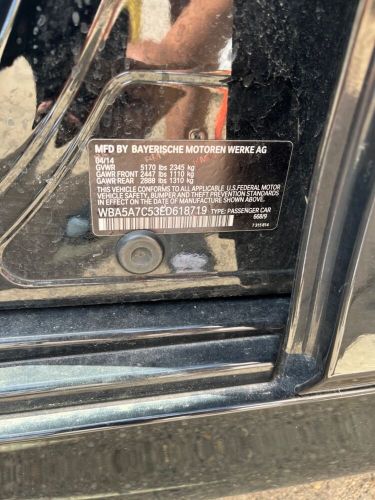 MFD BY BAYERISCHE MOTOREN WERKE AG
04/14
GVWR 5170 lbs 2345 kg
GAWR FRONT 2447 lbs 1110 kg
GAWR REAR 2888 lbs 1310 kg
THIS VEHICLE CONFORMS TO ALL APPLICABLE U.S.FEDERAL MOTOR
VEHICLE SAFETY, BUMPER, AND THEFT PREVENTION STANDARDS
IN EFFECT ON THE DATE OF MANUFACTURE SHOWN ABOVE.
WBA5A7C53ED618719 TYPE: PASSENGER CAR
668/9